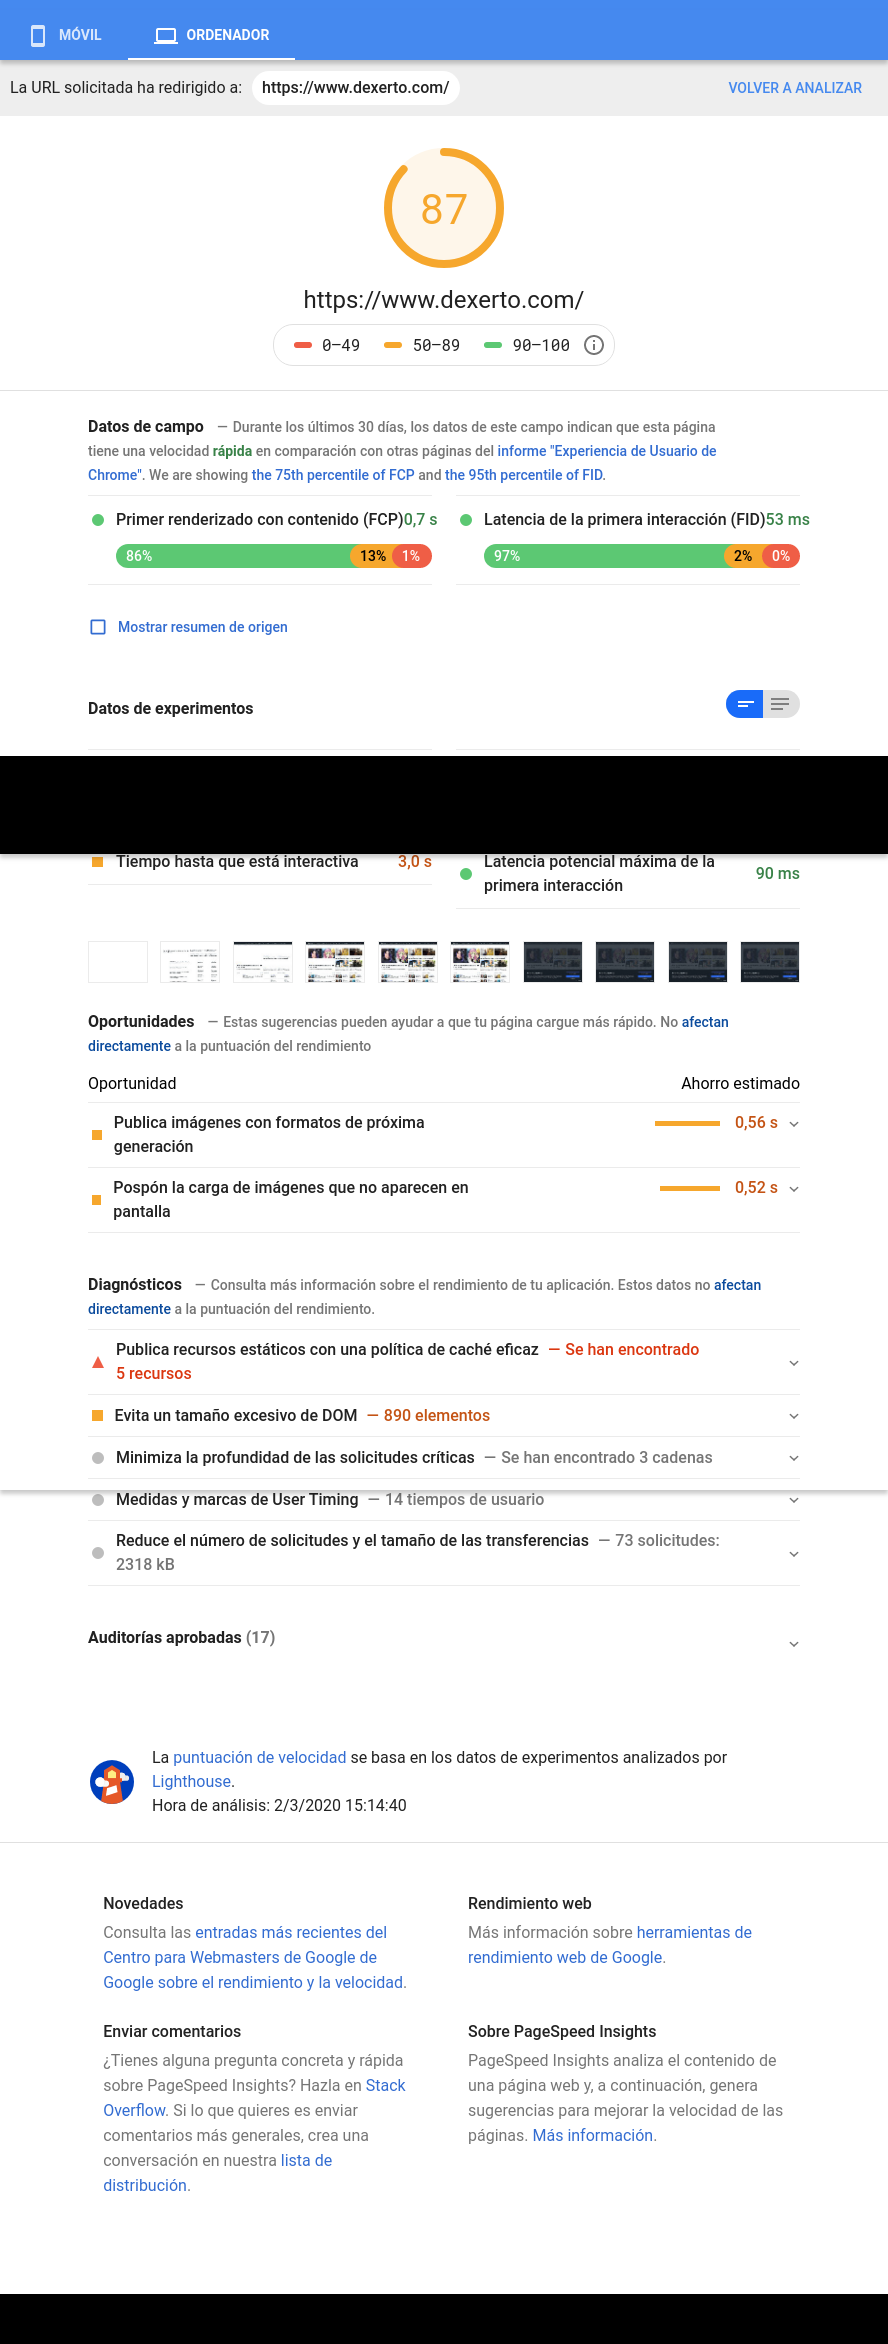 MÓVIL
ORDENADOR
La URL solicitada ha redirigido a: https://www.dexerto.com/ VOLVER A ANALIZAR
87
https://www.dexerto.com/
0–49 50–89 90–100
Datos de campo — Durante los últimos 30 días, los datos de este campo indican que esta página
tiene una velocidad rápida en comparación con otras páginas del informe "Experiencia de Usuario de
Chrome". We are showing the 75th percentile of FCP and the 95th percentile of FID.
Primer renderizado con contenido (FCP) 0,7 s
86% 13% 1%
Latencia de la primera interacción (FID) 53 ms
97% 2% 0%
Mostrar resumen de origen
Datos de experimentos
Tiempo hasta que está interactiva 3,0 s
Latencia potencial máxima de la
primera interacción
90 ms
Oportunidades — Estas sugerencias pueden ayudar a que tu página cargue más rápido. No afectan
directamente a la puntuación del rendimiento
Oportunidad Ahorro estimado
Publica imágenes con formatos de próxima
generación
0,56 s
Pospón la carga de imágenes que no aparecen en
pantalla
0,52 s
Diagnósticos — Consulta más información sobre el rendimiento de tu aplicación. Estos datos no afectan
directamente a la puntuación del rendimiento.
Publica recursos estáticos con una política de caché eficaz — Se han encontrado
5 recursos
Evita un tamaño excesivo de DOM — 890 elementos
Minimiza la profundidad de las solicitudes críticas — Se han encontrado 3 cadenas
Medidas y marcas de User Timing — 14 tiempos de usuario
Reduce el número de solicitudes y el tamaño de las transferencias — 73 solicitudes:
2318 kB
Auditorías aprobadas (17)
La puntuación de velocidad se basa en los datos de experimentos analizados por
Lighthouse.
Hora de análisis: 2/3/2020 15:14:40
Novedades
Consulta las entradas más recientes del
Centro para Webmasters de Google de
Google sobre el rendimiento y la velocidad.
Rendimiento web
Más información sobre herramientas de
rendimiento web de Google.
Enviar comentarios
¿Tienes alguna pregunta concreta y rápida
sobre PageSpeed Insights? Hazla en Stack
Overflow. Si lo que quieres es enviar
comentarios más generales, crea una
conversación en nuestra lista de
distribución.
Sobre PageSpeed Insights
PageSpeed Insights analiza el contenido de
una página web y, a continuación, genera
sugerencias para mejorar la velocidad de las
páginas. Más información.